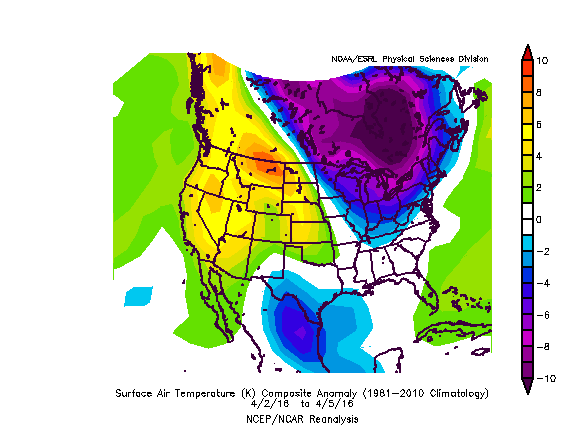 NOAA/ESRL Physical Sciences Division
10
8
6
4
2
0
−2
−4
−6
−8
−10
Surface Air Temperature (K) Composite Anomaly (1981−2010 Climatology)
4/2/16 to 4/5/16
NCEP/NCAR Reanalysis